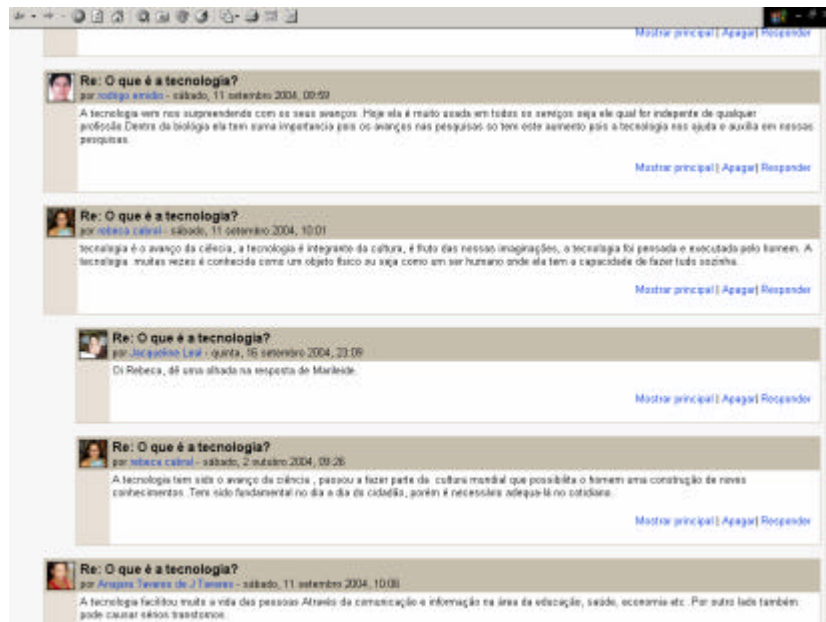 Mostrar principal | Apagar| Responder
Re: O que é a tecnologia?
por rodrigo emidio - sábado, 11 setembro 2004, 09:59
A tecnologia vem nos surpreendendo com os seus avanços. Hoje ela é muito usada em todos os serviços seja ele qual for indepente de qualquer
profissão.Dentro da biológia ela tem suma importancia pois os avanços nas pesquisas so tem este aumento pois a tecnologia nos ajuda e auxilia em nossas
pesquisas.
Mostrar principal | Apagar| Responder
Re: O que é a tecnologia?
por rebeca cabral - sábado, 11 setembro 2004, 10:01
tecnologia é o avanço da ciência, a tecnologia é integrante da cultura, é fruto das nossas imaginações, a tecnologia foi pensada e executada pelo homem. A
tecnologia muitas vezes é conhecida como um objeto fisico ou seja como um ser humano onde ela tem a capacidade de fazer tudo sozinha.
Mostrar principal | Apagar| Responder
Re: O que é a tecnologia?
por Jacqueline Leal - quinta, 16 setembro 2004, 23:09
Oi Rebeca, dê uma olhada na resposta de Marileide.
Mostrar principal | Apagar| Responder
Re: O que é a tecnologia?
por rebeca cabral - sábado, 2 outubro 2004, 09:26
A tecnologia tem sido o avanço da ciência , passou a fazer parte da cultura mundial que possibilita o homem uma construção de novos
conhecimentos .Tem sido fundamental no dia a dia do cidadão, porém é necessário adequa-lá no cotidiano.
Mostrar principal | Apagar| Responder
Re: O que é a tecnologia?
por Anajara Tavares de J Tavares - sábado, 11 setembro 2004, 10:08
A tecnologia facilitou muito a vida das pessoas Através da comunicação e informação na área da educação, saúde, economia etc. Por outro lado também
pode causar sérios transtornos.